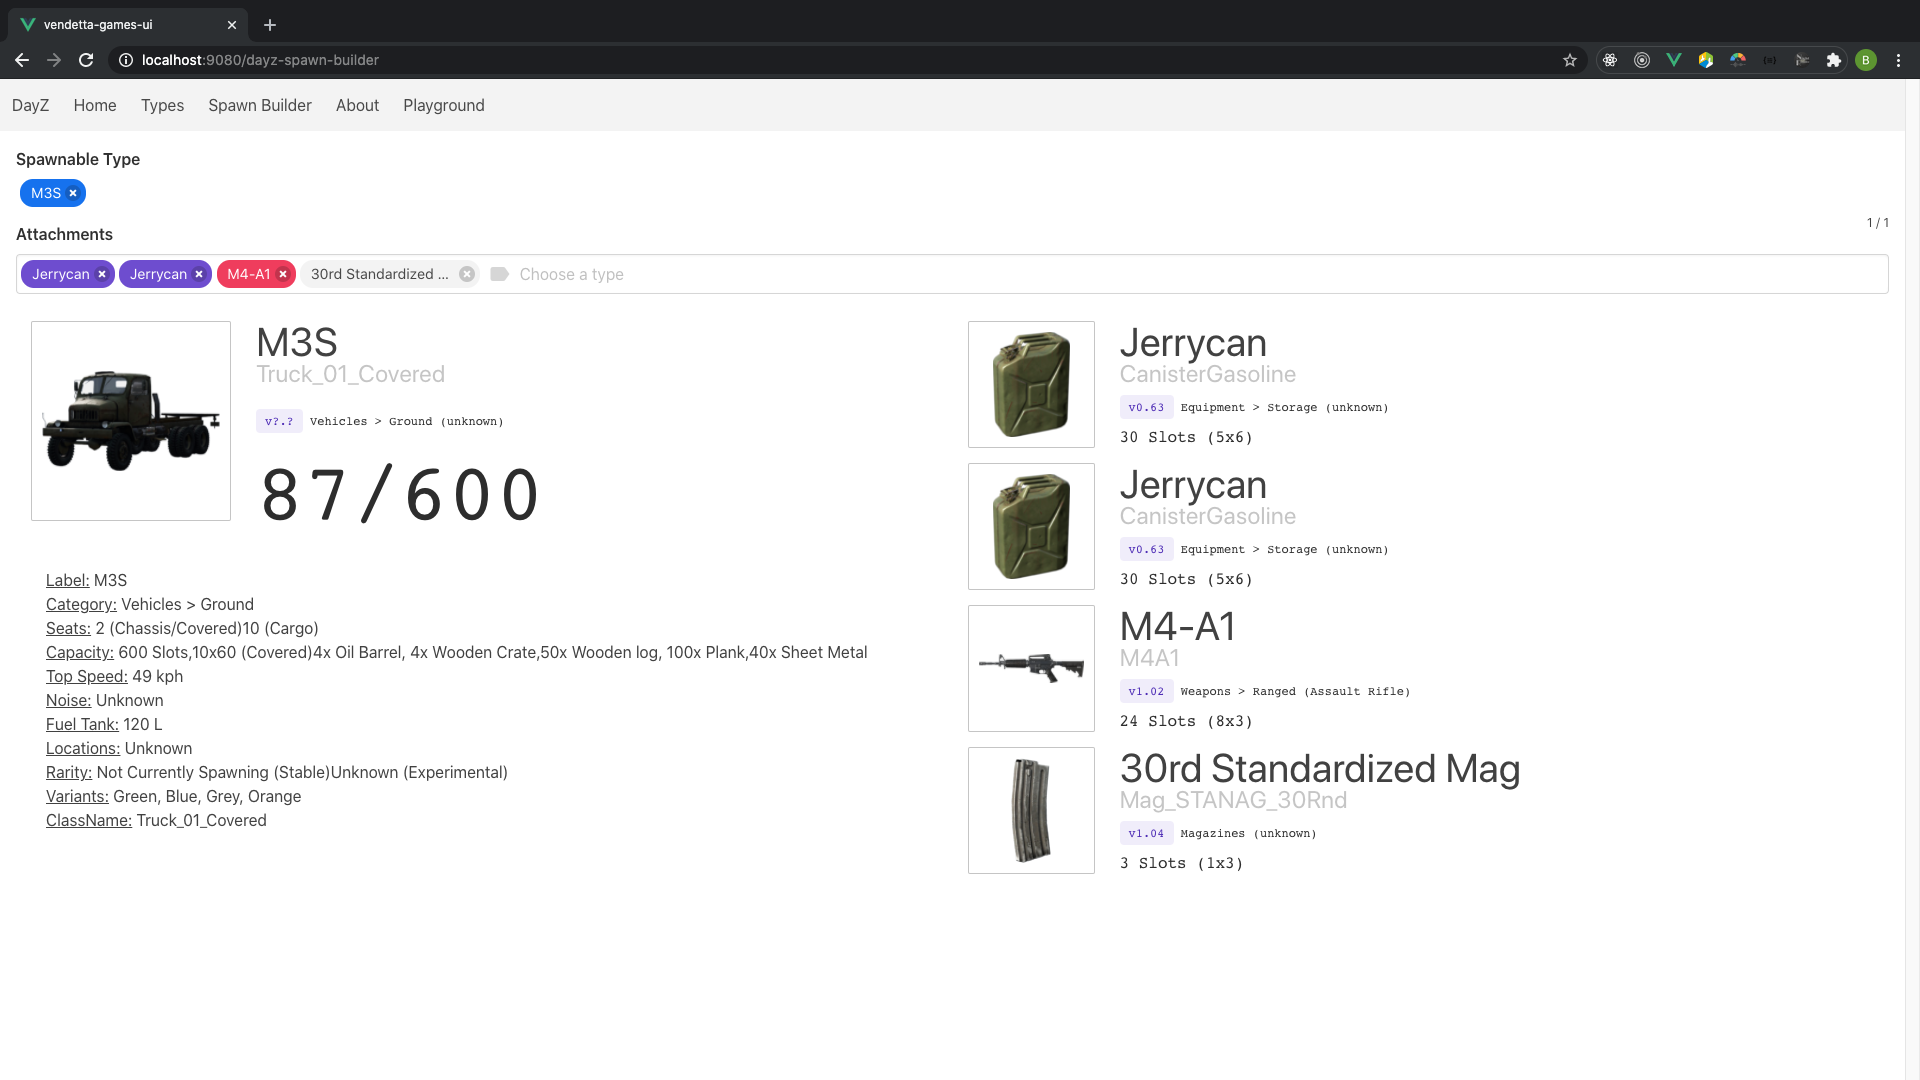 vendetta-games-ui
localhost:9080/dayz-spawn-builder
B
DayZ Home Types Spawn Builder About Playground
Spawnable Type
M3S
1 / 1
Attachments
Jerrycan Jerrycan M4-A1 30rd Standardized ... Choose a type
M3S
Truck_01_Covered
v?.? Vehicles > Ground (unknown)
87/600
Label: M3S
Category: Vehicles > Ground
Seats: 2 (Chassis/Covered)10 (Cargo)
Capacity: 600 Slots,10x60 (Covered)4x Oil Barrel, 4x Wooden Crate,50x Wooden log, 100x Plank,40x Sheet Metal
Top Speed: 49 kph
Noise: Unknown
Fuel Tank: 120 L
Locations: Unknown
Rarity: Not Currently Spawning (Stable)Unknown (Experimental)
Variants: Green, Blue, Grey, Orange
ClassName: Truck_01_Covered
Jerrycan
CanisterGasoline
v0.63 Equipment > Storage (unknown)
30 Slots (5x6)
Jerrycan
CanisterGasoline
v0.63 Equipment > Storage (unknown)
30 Slots (5x6)
M4-A1
M4A1
v1.02 Weapons > Ranged (Assault Rifle)
24 Slots (8x3)
30rd Standardized Mag
Mag_STANAG_30Rnd
v1.04 Magazines (unknown)
3 Slots (1x3)